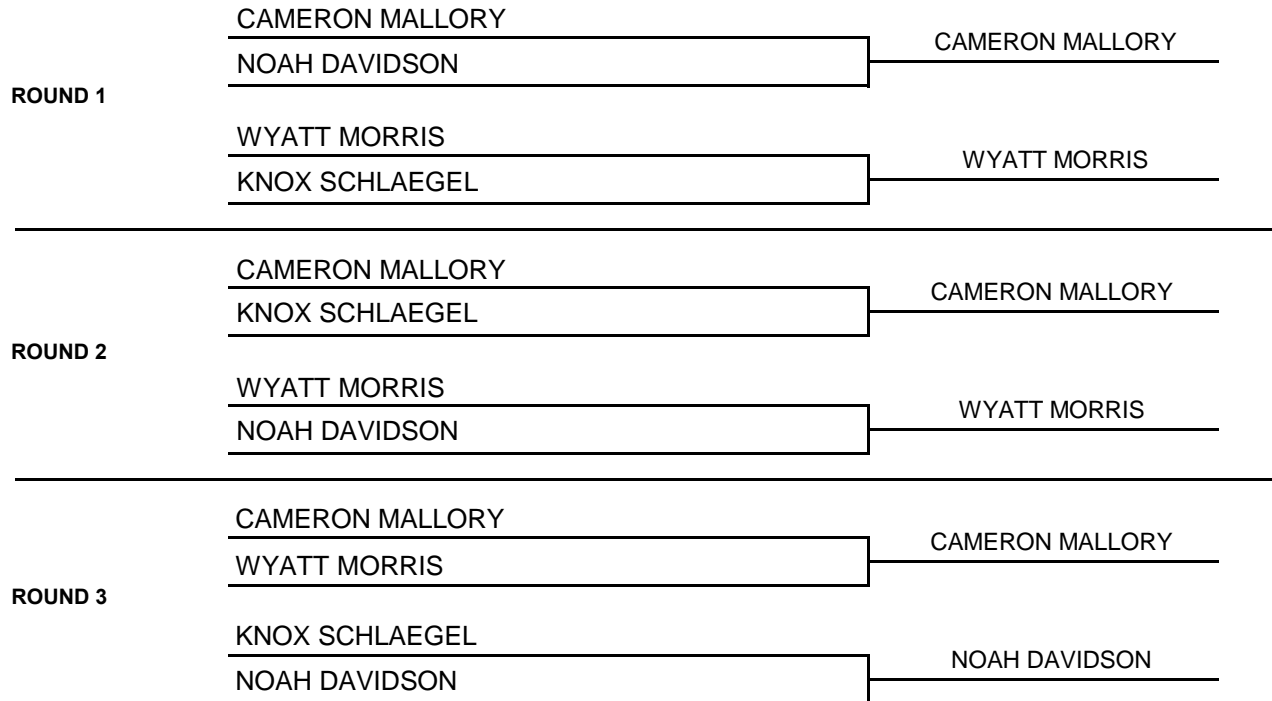 CAMERON MALLORY
CAMERON MALLORY
NOAH DAVIDSON
ROUND 1
WYATT MORRIS
WYATT MORRIS
KNOX SCHLAEGEL
CAMERON MALLORY
CAMERON MALLORY
KNOX SCHLAEGEL
ROUND 2
WYATT MORRIS
WYATT MORRIS
NOAH DAVIDSON
CAMERON MALLORY
CAMERON MALLORY
WYATT MORRIS
ROUND 3
KNOX SCHLAEGEL
NOAH DAVIDSON
NOAH DAVIDSON